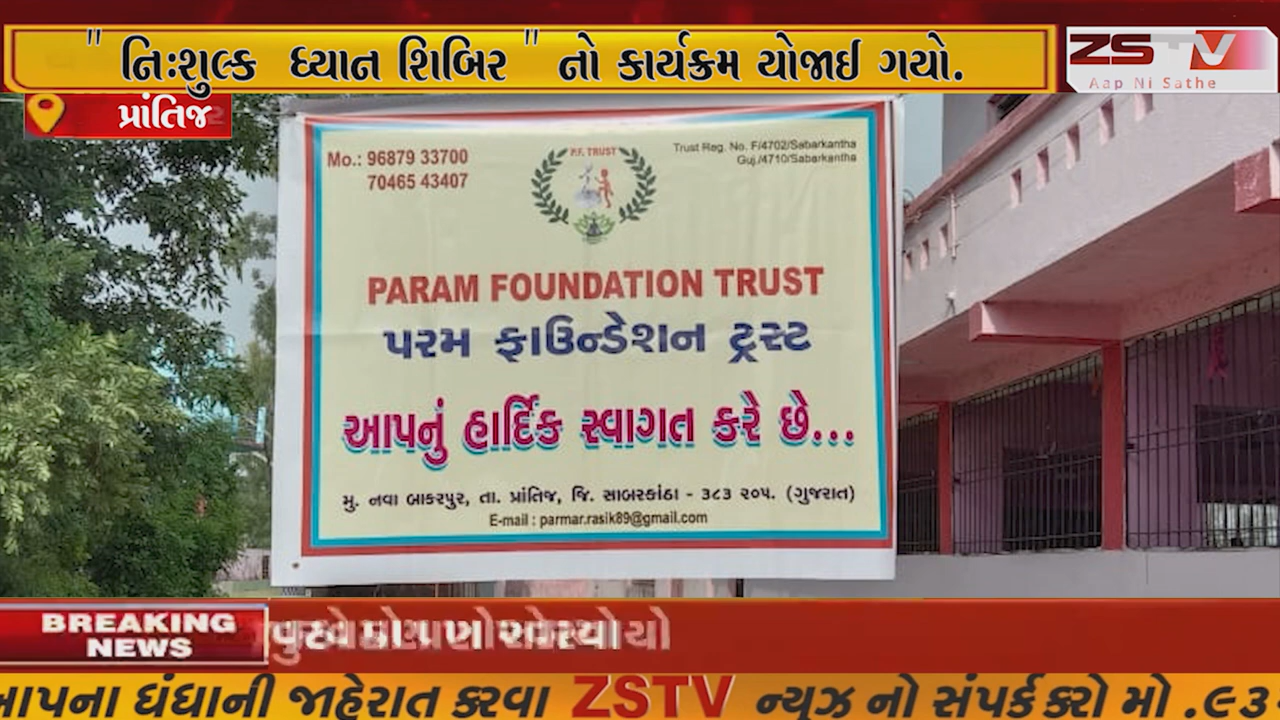 " નિઃશુલ્ક ધ્યાન શિબિર " નો કાર્યક્રમ યોજાઈ ગયો.
ZSTV
Aap Ni Sathe
પ્રાંતિજ
Mo.: 96879 33700
70465 43407
P.F. TRUST
Trust Reg. No. F/4702/Sabarkantha
Guj./4710/Sabarkantha
PARAM FOUNDATION TRUST
પરમ ફાઉન્ડેશન ટ્રસ્ટ
આપનું હાર્દિક સ્વાગત કરે છે...
મુ. નવા બાકરપુર, તા. પ્રાંતિજ, જિ. સાબરકાંઠા - ૩૮૩ ૨૦૫. (ગુજરાત)
E-mail : parmar.rasik89@gmail.com
BREAKING
NEWS
આપના ધંધાની જાહેરાત કરવા ZSTV ન્યુઝ નો સંપર્ક કરો મો .૯૩